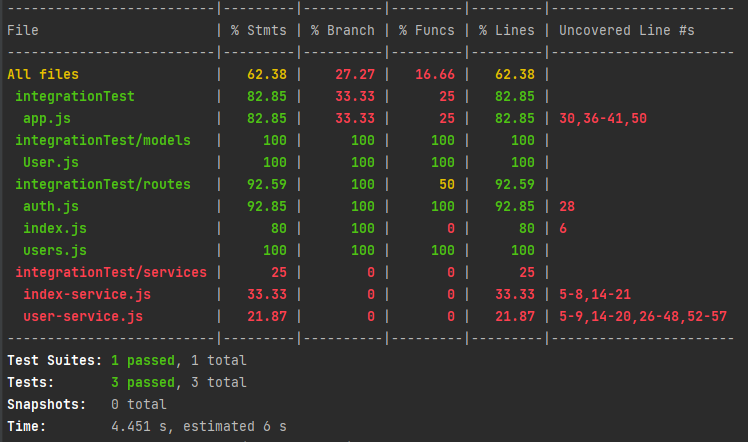 ---------------------------|---------|----------|---------|---------|-----------------------
File                       | % Stmts | % Branch | % Funcs | % Lines | Uncovered Line #s
---------------------------|---------|----------|---------|---------|-----------------------
All files                  |   62.38 |    27.27 |   16.66 |   62.38 |
 integrationTest           |   82.85 |    33.33 |      25 |   82.85 |
  app.js                   |   82.85 |    33.33 |      25 |   82.85 | 30,36-41,50
 integrationTest/models    |     100 |      100 |     100 |     100 |
  User.js                  |     100 |      100 |     100 |     100 |
 integrationTest/routes    |   92.59 |      100 |      50 |   92.59 |
  auth.js                  |   92.85 |      100 |     100 |   92.85 | 28
  index.js                 |      80 |      100 |       0 |      80 | 6
  users.js                 |     100 |      100 |     100 |     100 |
 integrationTest/services  |      25 |        0 |       0 |      25 |
  index-service.js         |   33.33 |        0 |       0 |   33.33 | 5-8,14-21
  user-service.js          |   21.87 |        0 |       0 |   21.87 | 5-9,14-20,26-48,52-57
---------------------------|---------|----------|---------|---------|-----------------------
Test Suites: 1 passed, 1 total
Tests:       3 passed, 3 total
Snapshots:   0 total
Time:        4.451 s, estimated 6 s